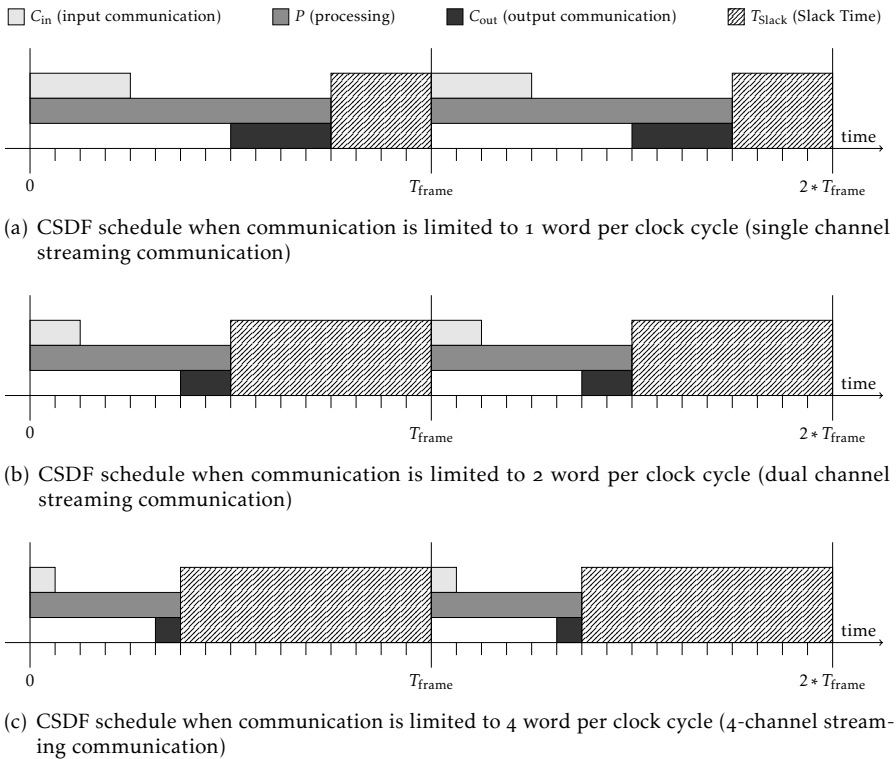 C_in (input communication) P (processing) C_out (output communication) T_Slack (Slack Time)
time
0 T_frame 2 * T_frame
(a) CSDF schedule when communication is limited to 1 word per clock cycle (single channel
streaming communication)
time
0 T_frame 2 * T_frame
(b) CSDF schedule when communication is limited to 2 word per clock cycle (dual channel
streaming communication)
time
0 T_frame 2 * T_frame
(c) CSDF schedule when communication is limited to 4 word per clock cycle (4-channel stream-
ing communication)